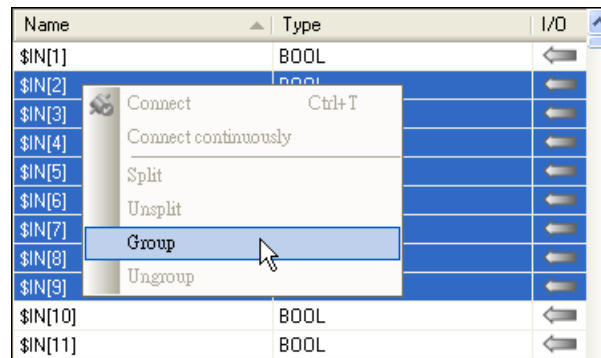 Name Type I/O
$IN[1] BOOL
$IN[2] BOOL
$IN[3] Connect Ctrl+T
$IN[4] Connect continuously
$IN[5] Split
$IN[6] Unsplit
$IN[7]
$IN[8] Group
$IN[9] Ungroup
$IN[10] BOOL
$IN[11] BOOL